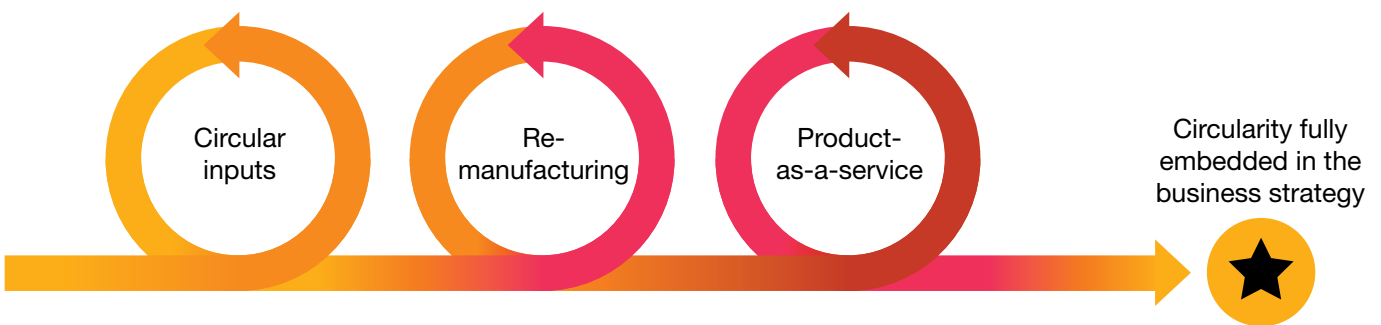 Circular
inputs
Re-
manufacturing
Product-
as-a-service
Circularity fully
embedded in the
business strategy